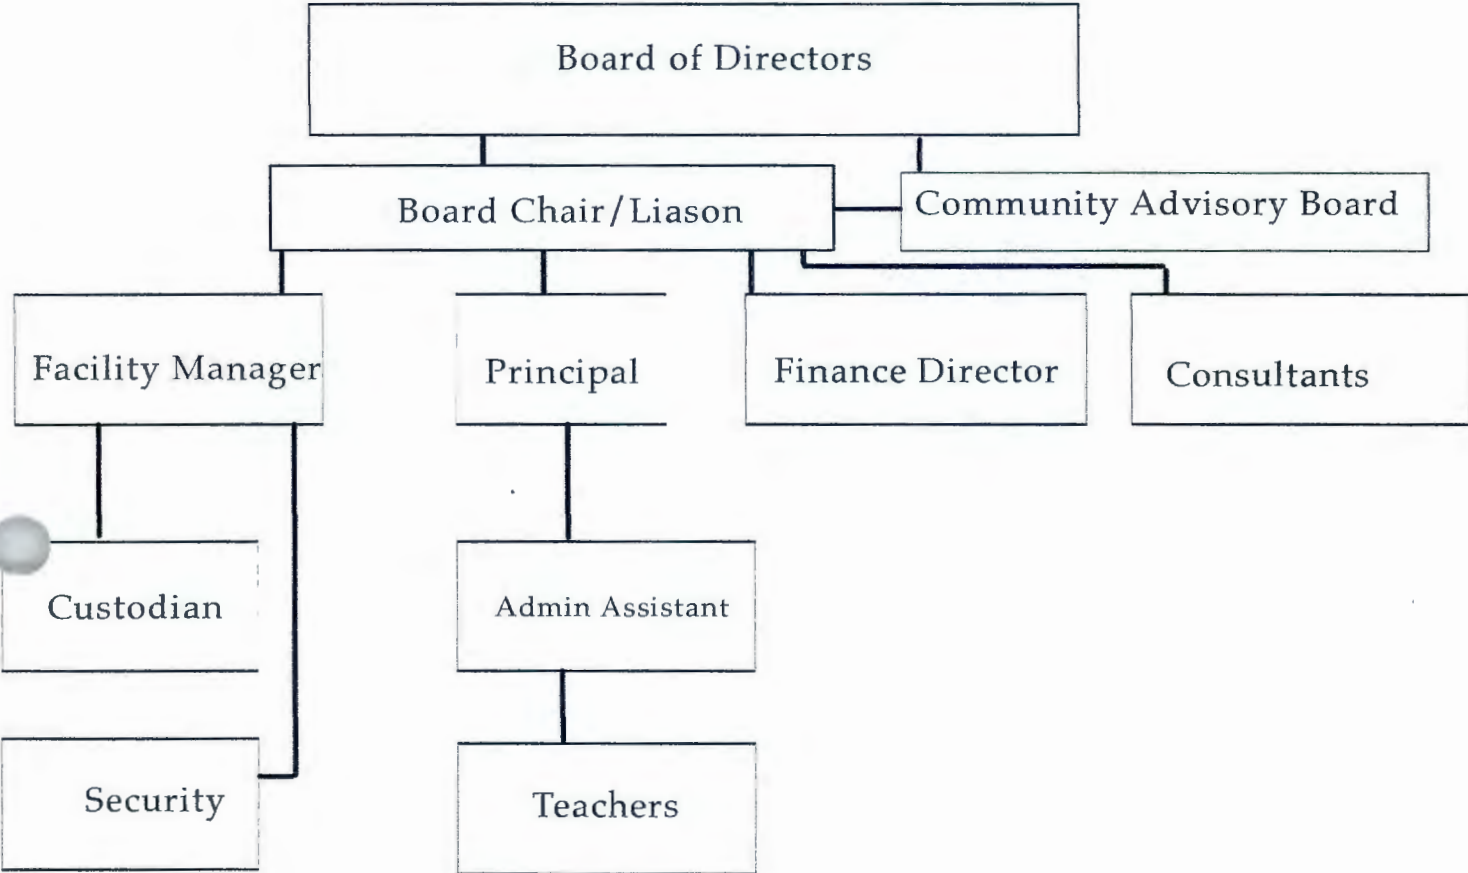 Board of Directors
Board Chair/Liason
Community Advisory Board
Facility Manager
Principal
Finance Director
Consultants
Custodian
Admin Assistant
Security
Teachers